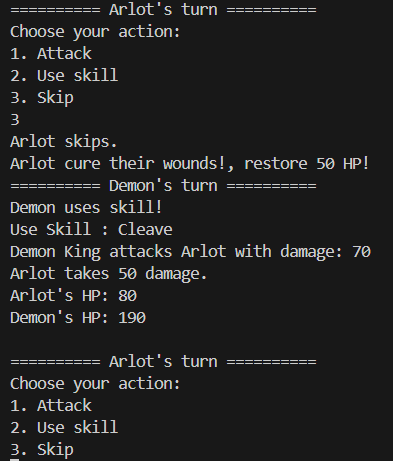 ========== Arlot's turn ==========
Choose your action:
1. Attack
2. Use skill
3. Skip
3
Arlot skips.
Arlot cure their wounds!, restore 50 HP!
========== Demon's turn ==========
Demon uses skill!
Use Skill : Cleave
Demon King attacks Arlot with damage: 70
Arlot takes 50 damage.
Arlot's HP: 80
Demon's HP: 190

========== Arlot's turn ==========
Choose your action:
1. Attack
2. Use skill
3. Skip